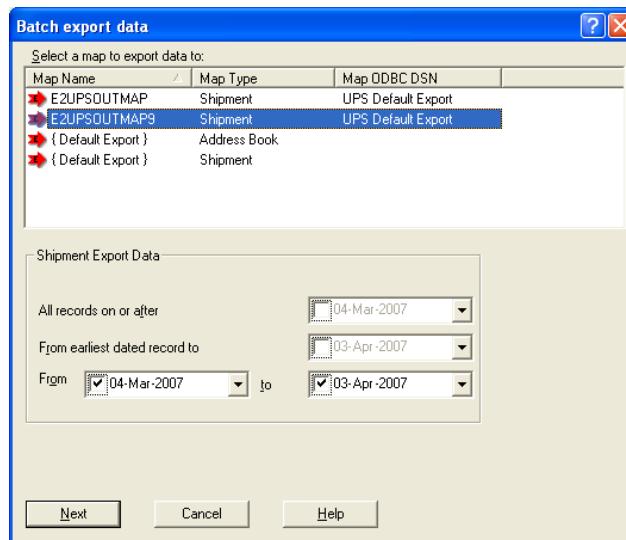 Batch export data
Select a map to export data to:
Map Name Map Type Map ODBC DSN
E2UPSOUTMAP Shipment UPS Default Export
E2UPSOUTMAP9 Shipment UPS Default Export
{ Default Export } Address Book
{ Default Export } Shipment
Shipment Export Data
All records on or after 04-Mar-2007
From earliest dated record to 03-Apr-2007
From 04-Mar-2007 to 03-Apr-2007
Next Cancel Help